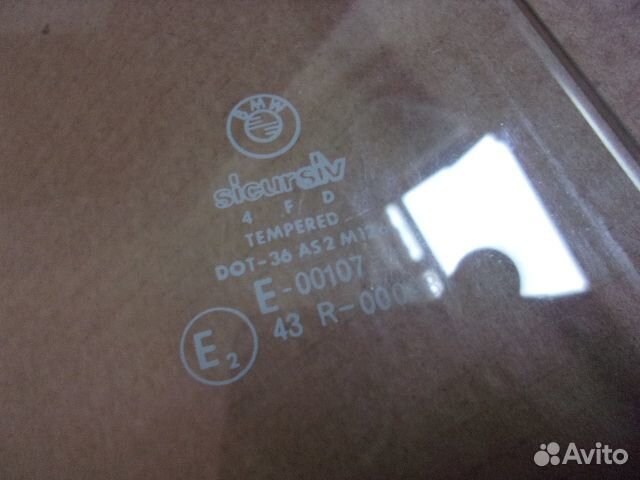 BMW
sicursiv
4 F D
TEMPERED
DOT-36 AS2
E-00107
43 R-000
E2
Avito